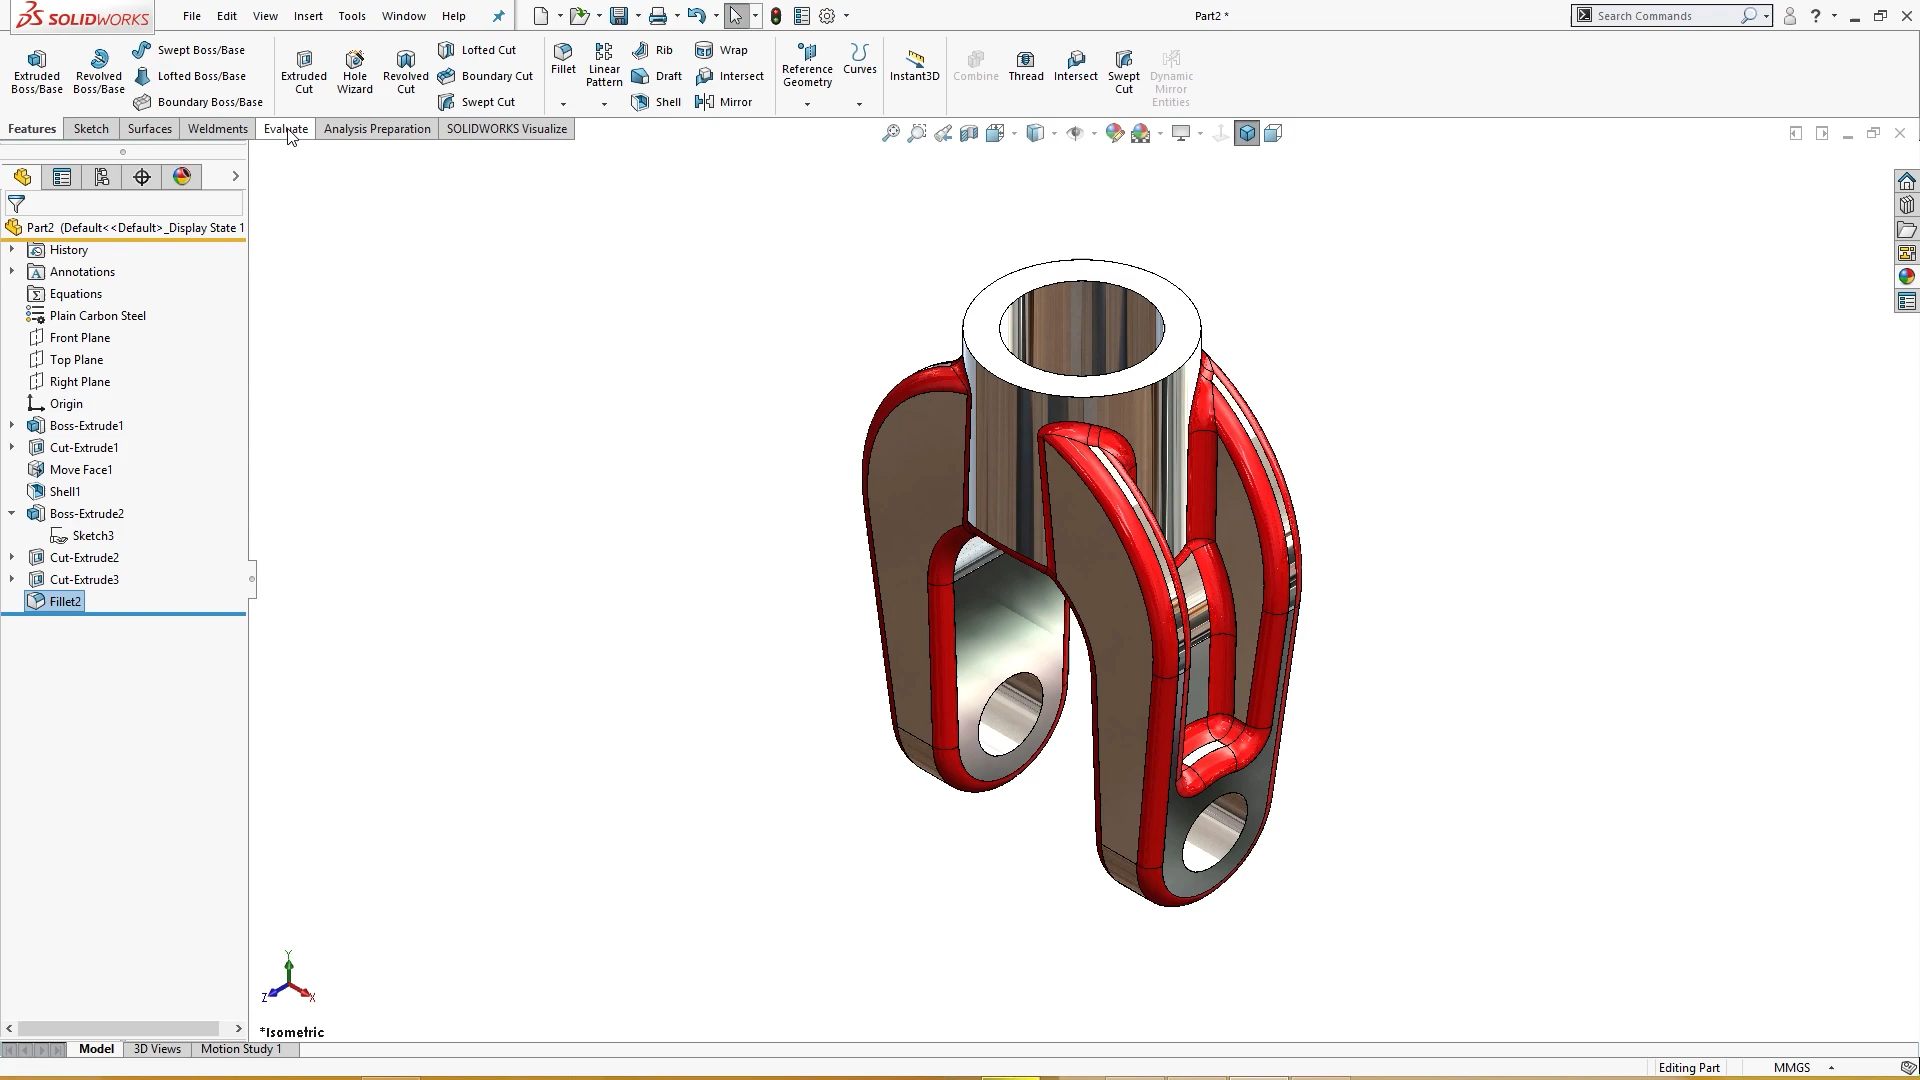 SOLIDWORKS File Edit View Insert Tools Window Help Part2 * Search Commands ?
Extruded Boss/Base
Revolved Boss/Base
Swept Boss/Base
Lofted Boss/Base
Boundary Boss/Base
Extruded Cut
Hole Wizard
Revolved Cut
Lofted Cut
Boundary Cut
Swept Cut
Fillet
Linear Pattern
Rib
Draft
Shell
Wrap
Intersect
Mirror
Reference Geometry
Curves
Instant3D
Combine
Thread
Intersect
Swept Cut
Dynamic Mirror Entities
Features Sketch Surfaces Weldments Evaluate Analysis Preparation SOLIDWORKS Visualize
Part2 (Default<<Default>_Display State 1
History
Annotations
Equations
Plain Carbon Steel
Front Plane
Top Plane
Right Plane
Origin
Boss-Extrude1
Cut-Extrude1
Move Face1
Shell1
Boss-Extrude2
Sketch3
Cut-Extrude2
Cut-Extrude3
Fillet2
Y
Z X
*Isometric
Model 3D Views Motion Study 1
Editing Part MMGS